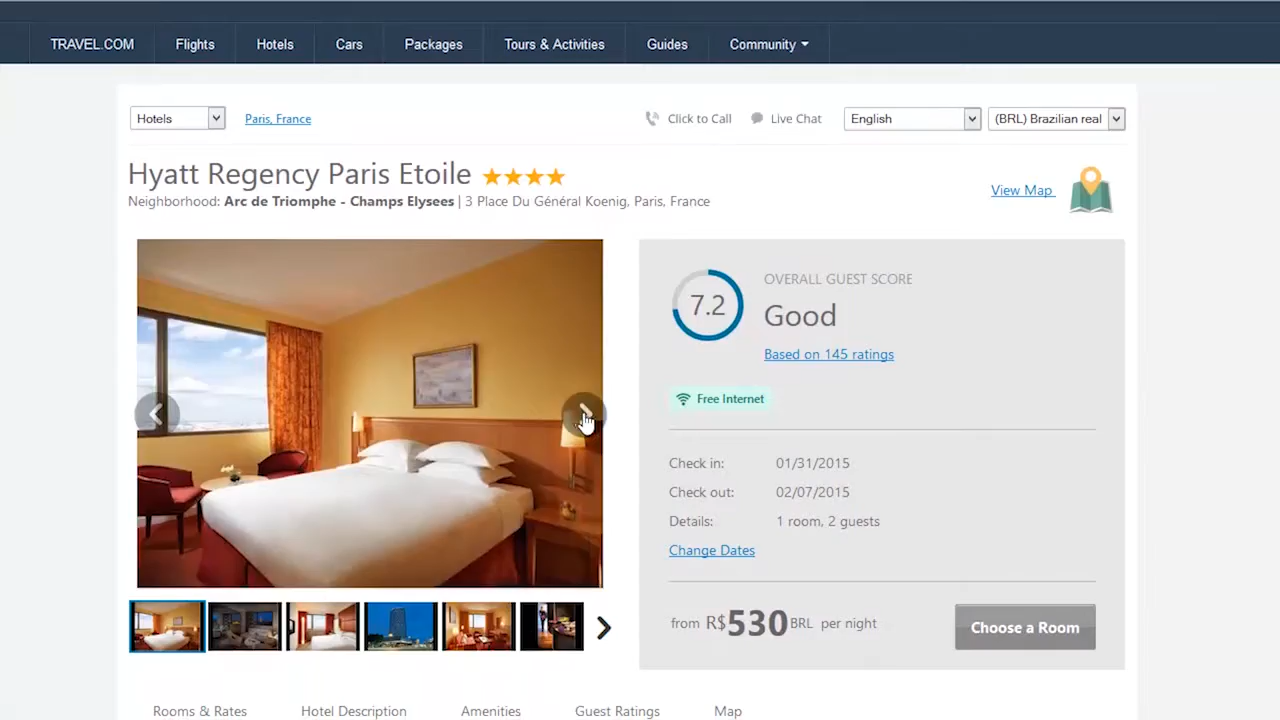 TRAVEL.COM Flights Hotels Cars Packages Tours & Activities Guides Community
Hotels Paris, France Click to Call Live Chat English (BRL) Brazilian real
Hyatt Regency Paris Etoile
View Map
Neighborhood: Arc de Triomphe - Champs Elysees | 3 Place Du Général Koenig, Paris, France
7.2
OVERALL GUEST SCORE
Good
Based on 145 ratings
Free Internet
Check in: 01/31/2015
Check out: 02/07/2015
Details: 1 room, 2 guests
Change Dates
from R$530BRL per night
Choose a Room
Rooms & Rates Hotel Description Amenities Guest Ratings Map